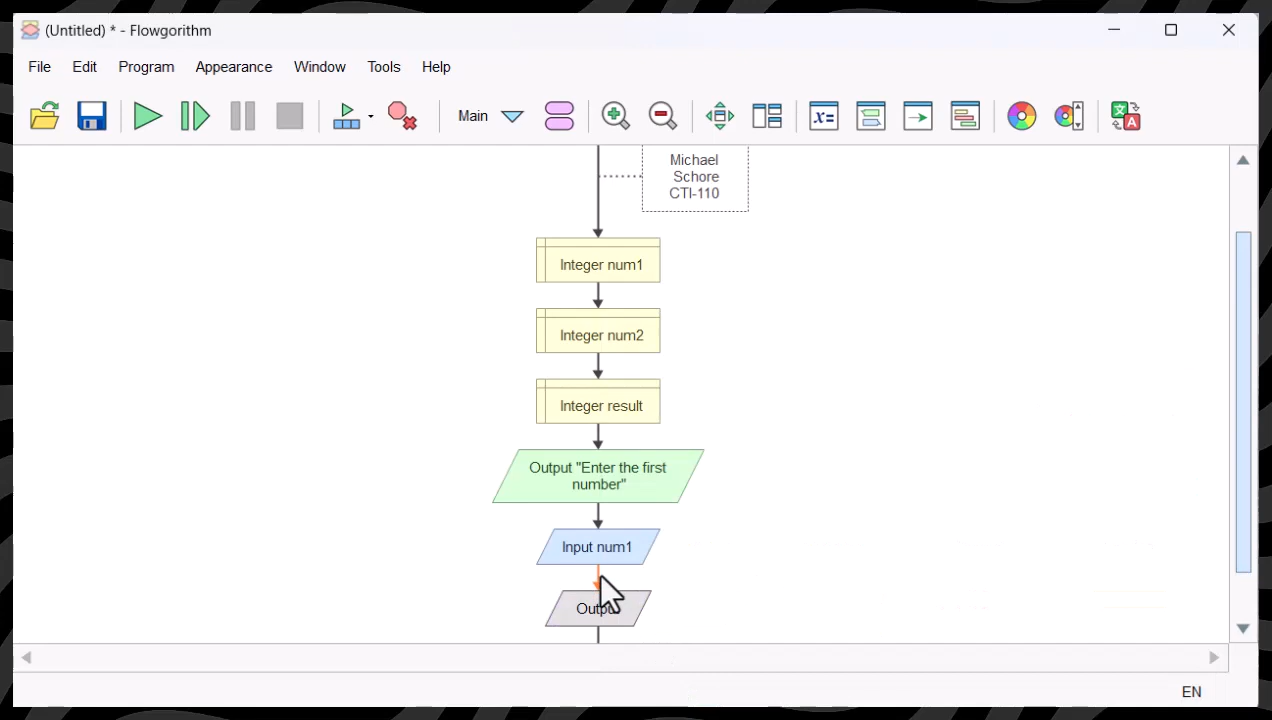 (Untitled) * - Flowgorithm
File Edit Program Appearance Window Tools Help
Main
x=
A
Michael
Schore
CTI-110
Integer num1
Integer num2
Integer result
Output "Enter the first
number"
Input num1
Output
EN